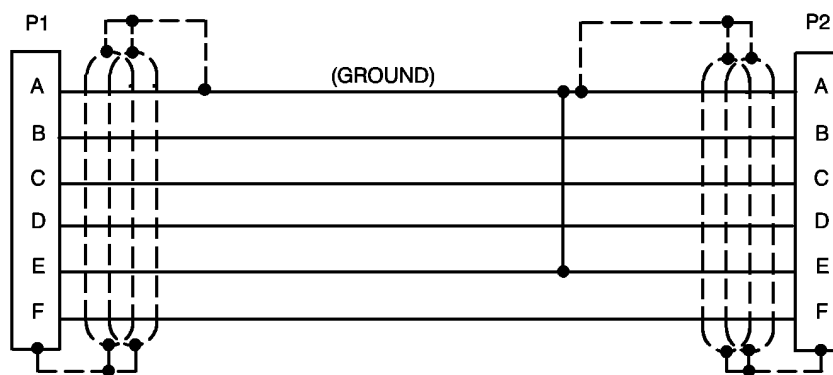 P1 P2
(GROUND)
A A
B B
C C
D D
E E
F F